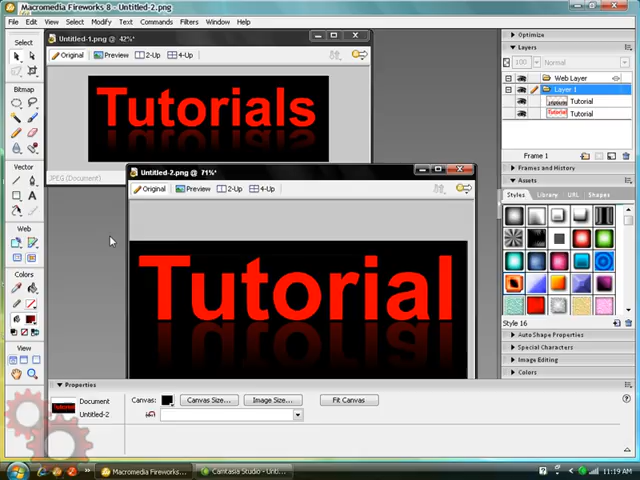 Macromedia Fireworks 8 - Untitled-2.png
File Edit View Select Modify Text Commands Filters Window Help
Select
Bitmap
Vector
Web
Colors
View
Untitled-1.png @ 42%*
Original Preview 2-Up 4-Up
Tutorials
JPEG (Document)
Untitled-2.png @ 71%*
Original Preview 2-Up 4-Up
Tutorial
Optimize
Layers
100 Normal
Web Layer
Layer 1
Tutorial
Tutorial
Frame 1
Frames and History
Assets
Styles Library URL Shapes
Style 16
Auto Shape Properties
Special Characters
Image Editing
Colors
Properties
Document
Untitled-2
Canvas: Canvas Size... Image Size... Fit Canvas
Macromedia Fireworks... Camtasia Studio - Unti... 11:19 AM